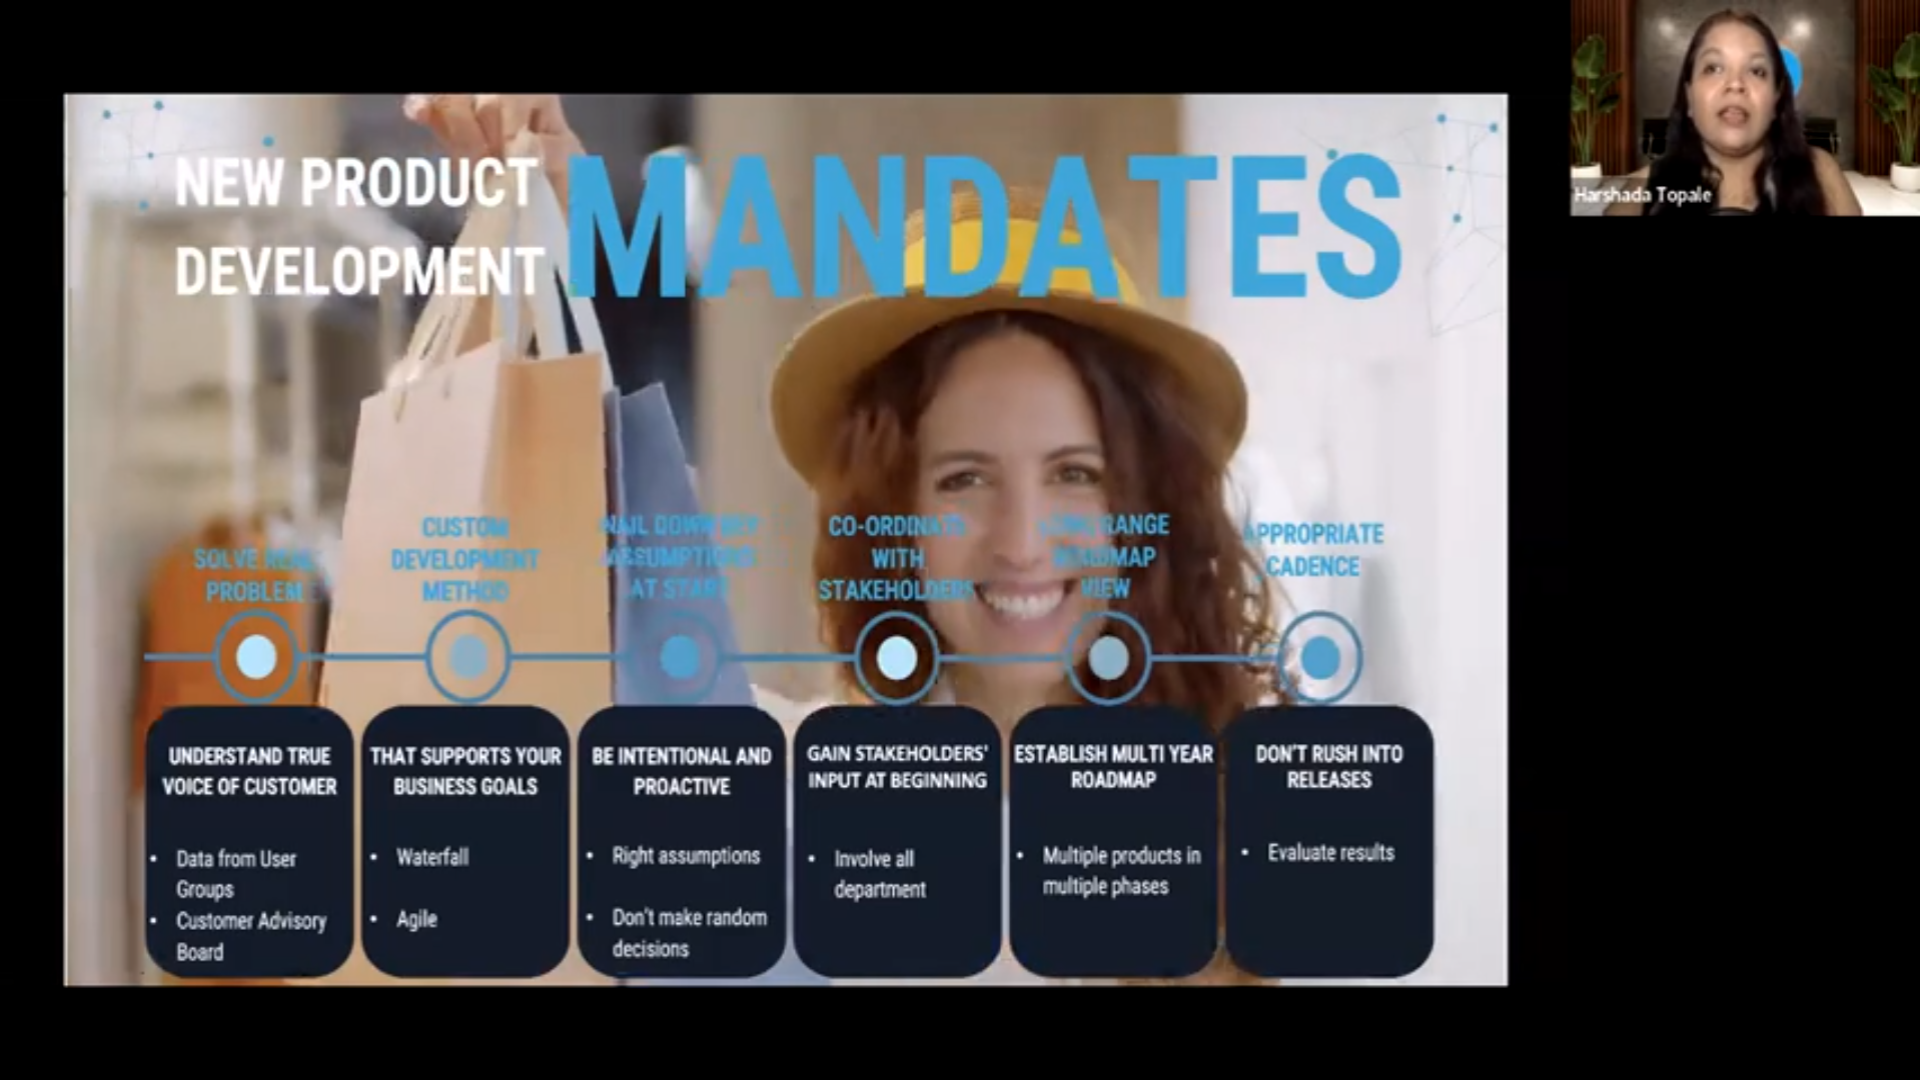 NEW PRODUCT
DEVELOPMENT
MANDATES
Harshada Topale
SOLVE REAL
PROBLEM
CUSTOM
DEVELOPMENT
METHOD
NAIL DOWN KEY
ASSUMPTIONS
AT START
CO-ORDINATE
WITH
STAKEHOLDERS
LONG RANGE
ROADMAP
VIEW
APPROPRIATE
CADENCE
UNDERSTAND TRUE
VOICE OF CUSTOMER
• Data from User
Groups
• Customer Advisory
Board
THAT SUPPORTS YOUR
BUSINESS GOALS
• Waterfall
• Agile
BE INTENTIONAL AND
PROACTIVE
• Right assumptions
• Don't make random
decisions
GAIN STAKEHOLDERS'
INPUT AT BEGINNING
• Involve all
department
ESTABLISH MULTI YEAR
ROADMAP
• Multiple products in
multiple phases
DON'T RUSH INTO
RELEASES
• Evaluate results